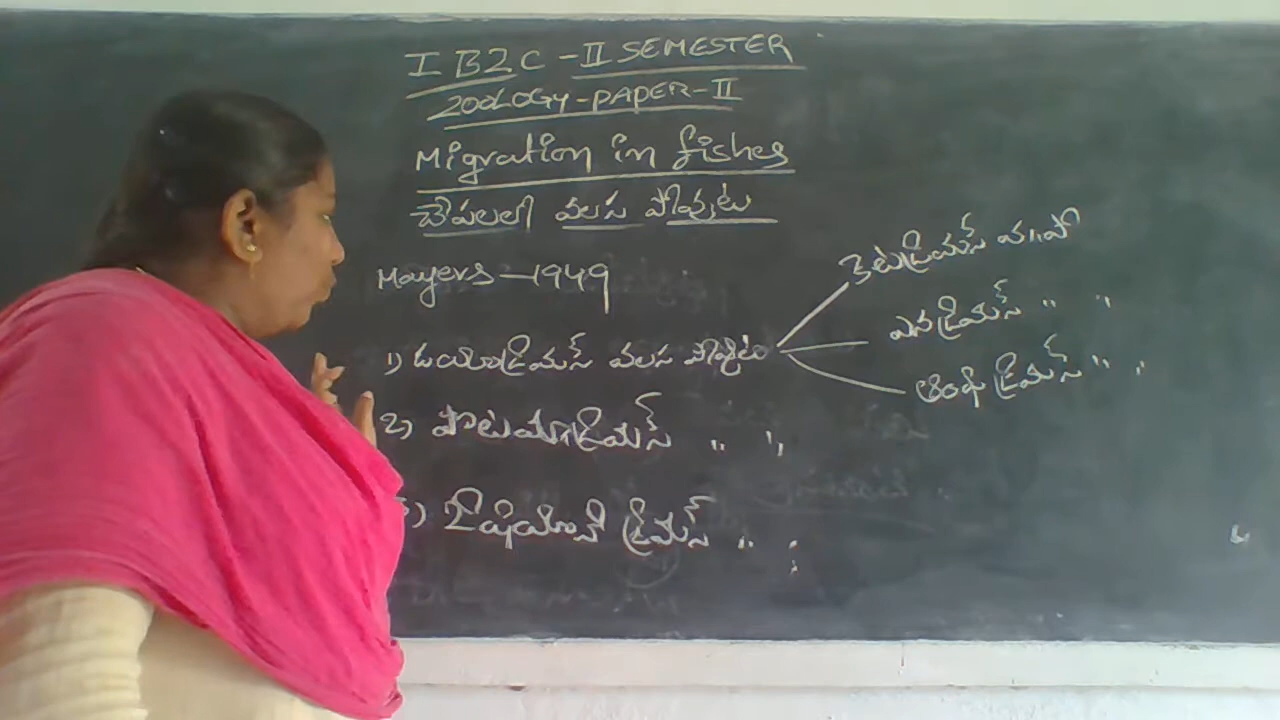 I BZC - II SEMESTER
ZOOLOGY - PAPER - II
Migration in fishes
చేపలలో వలస పోవుట
Mayers - 1949
1) డయాడ్రిమస్ వలస పోవుట
కెటాడ్రిమస్ వ॥పో
ఎనాడ్రిమస్ " "
ఆంఫిడ్రిమస్ " "
2) పొటమాడ్రిమస్ " "
3) ఓషియానోడ్రిమస్ " "